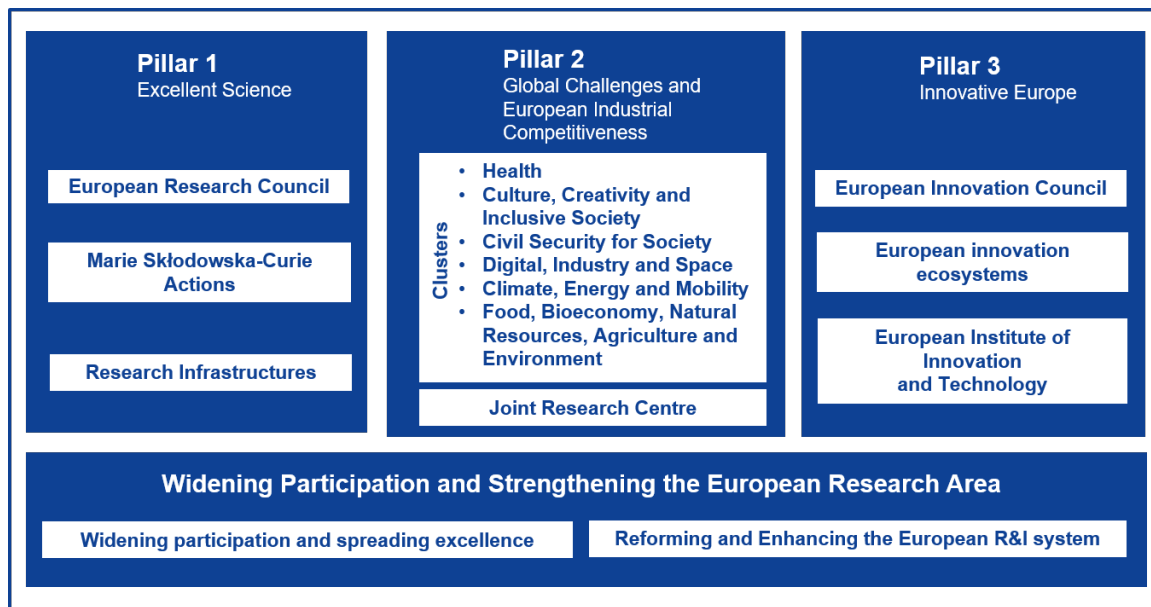 Pillar 1
Excellent Science
European Research Council
Marie Skłodowska-Curie
Actions
Research Infrastructures
Pillar 2
Global Challenges and
European Industrial
Competitiveness
Clusters
• Health
• Culture, Creativity and
Inclusive Society
• Civil Security for Society
• Digital, Industry and Space
• Climate, Energy and Mobility
• Food, Bioeconomy, Natural
Resources, Agriculture and
Environment
Joint Research Centre
Pillar 3
Innovative Europe
European Innovation Council
European innovation
ecosystems
European Institute of
Innovation
and Technology
Widening Participation and Strengthening the European Research Area
Widening participation and spreading excellence
Reforming and Enhancing the European R&I system